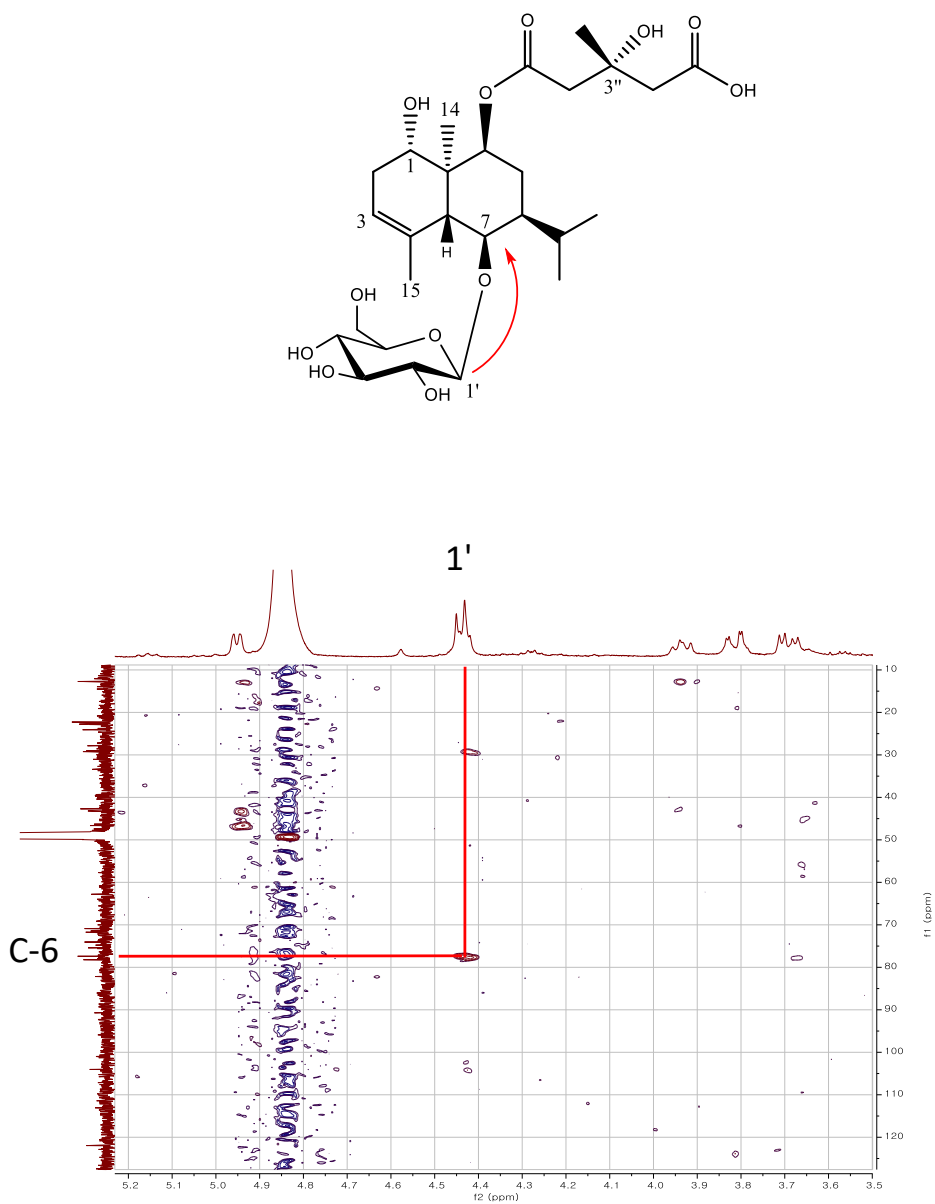 O
O
OH
OH
O
3"
OH
14
1
3
7
H
15
O
OH
O
HO
HO
1'
OH
OH
1'
C-6
10
20
30
40
50
60
70
80
90
100
110
120
f1 (ppm)
5.2 5.1 5.0 4.9 4.8 4.7 4.6 4.5 4.4 4.3 4.2 4.1 4.0 3.9 3.8 3.7 3.6 3.5
f2 (ppm)